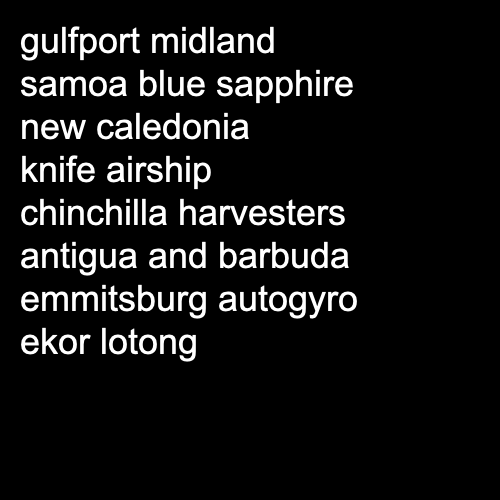 gulfport midland
samoa blue sapphire
new caledonia
knife airship
chinchilla harvesters
antigua and barbuda
emmitsburg autogyro
ekor lotong